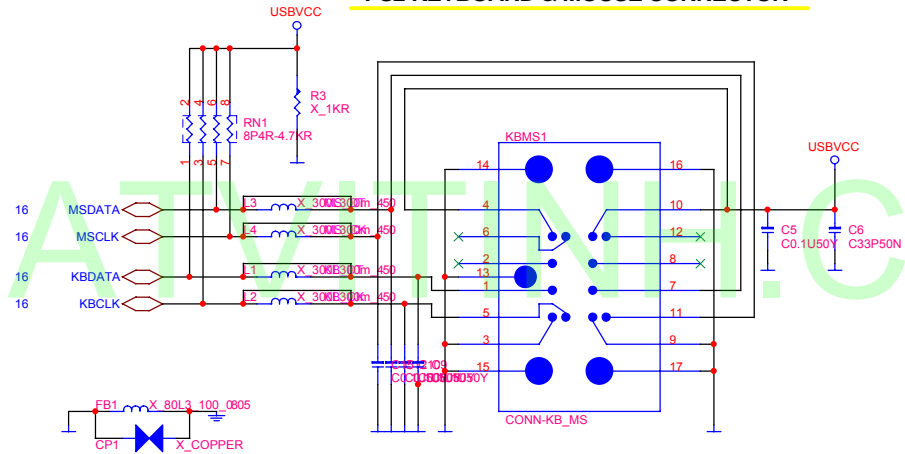 PS2 KEYBOARD & MOUSE CONNECTOR
USBVCC
R3
X_1KR
2 4 6 8
RN1
8P4R-4.7KR
1 3 5 7
KBMS1
USBVCC
14 16
16 MSDATA L3
4 10
16 MSCLK L4
6 12
C5
C0.1U50Y
C6
C33P50N
2 8
16 KBDATA L1
13
1 7
16 KBCLK L2
5 11
3 9
15 17
FB1 X_80L3_100_0805
CP1 X_COPPER
CONN-KB_MS
ATVITINH.C